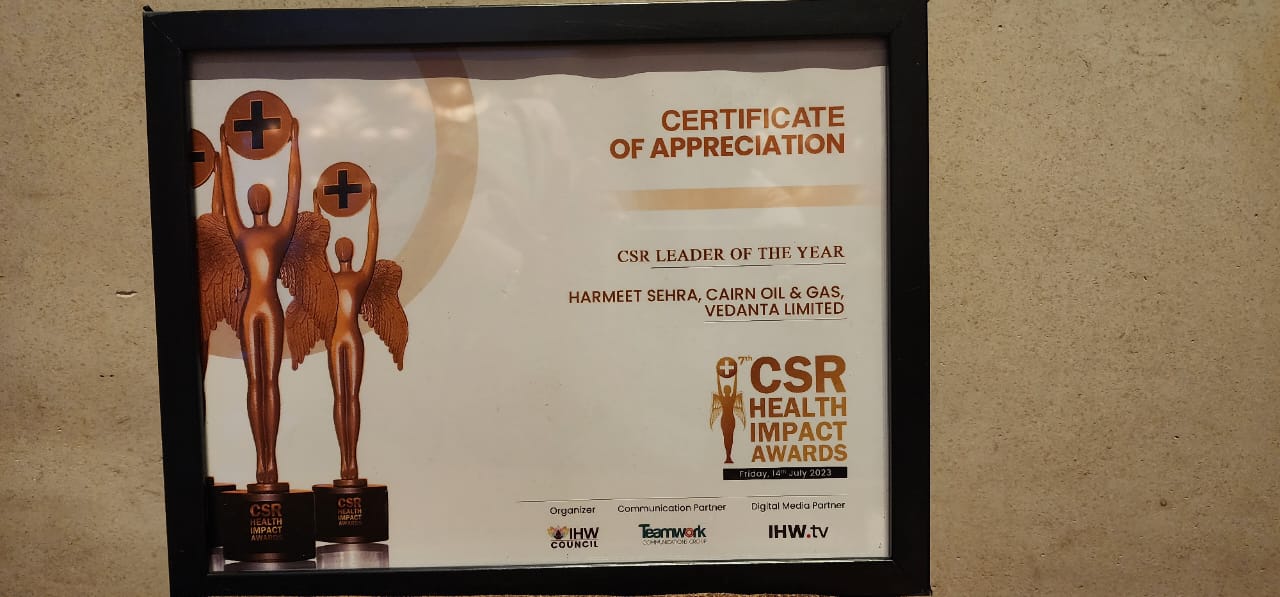 CERTIFICATE
OF APPRECIATION
CSR LEADER OF THE YEAR
HARMEET SEHRA, CAIRN OIL & GAS,
VEDANTA LIMITED
7th CSR
HEALTH
IMPACT
AWARDS
Friday, 14th July 2023
Organizer
IHW
COUNCIL
Communication Partner
Teamwork
COMMUNICATIONS GROUP
Digital Media Partner
IHW.tv
CSR
HEALTH
IMPACT
AWARDS
CSR
HEALTH
IMPACT
AWARDS